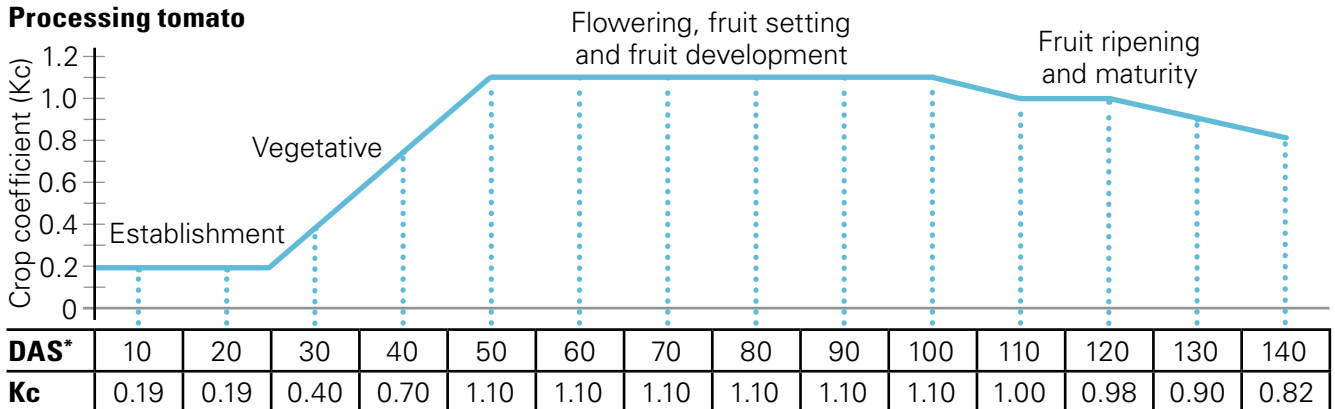 Processing tomato
Flowering, fruit setting
and fruit development
Fruit ripening
and maturity
Vegetative
Establishment
Crop coefficient (Kc)
1.2
1.0
0.8
0.6
0.4
0.2
0
DAS* 10 20 30 40 50 60 70 80 90 100 110 120 130 140
Kc 0.19 0.19 0.40 0.70 1.10 1.10 1.10 1.10 1.10 1.10 1.00 0.98 0.90 0.82